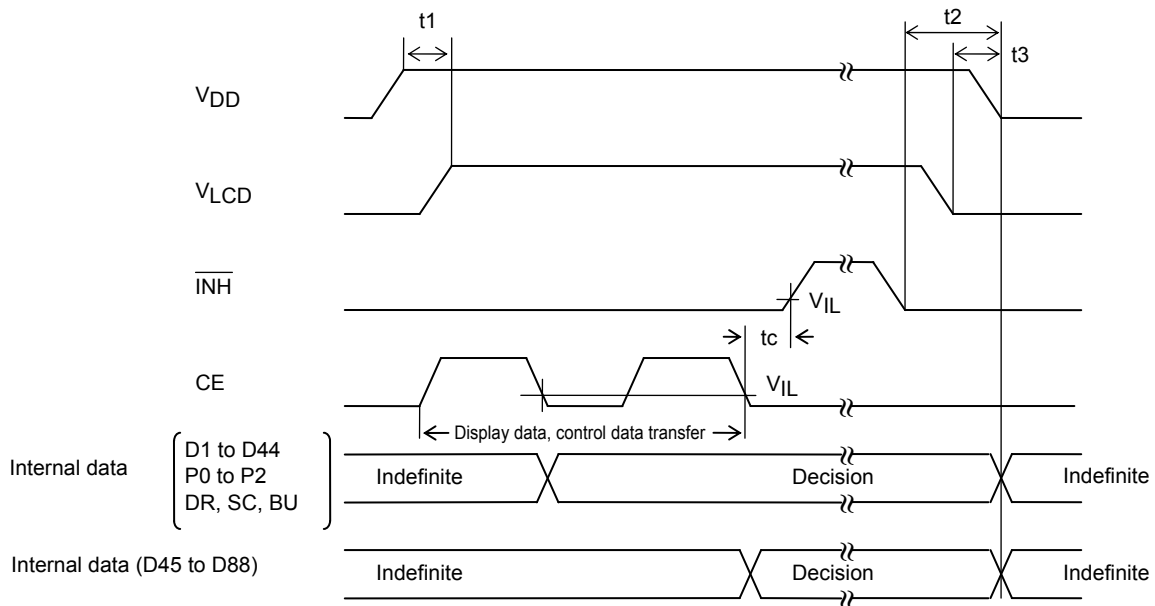 t1
t2
t3
VDD
VLCD
INH
VIL
tc
CE
VIL
Display data, control data transfer
Internal data
D1 to D44
P0 to P2
DR, SC, BU
Indefinite
Decision
Indefinite
Internal data (D45 to D88)
Indefinite
Decision
Indefinite